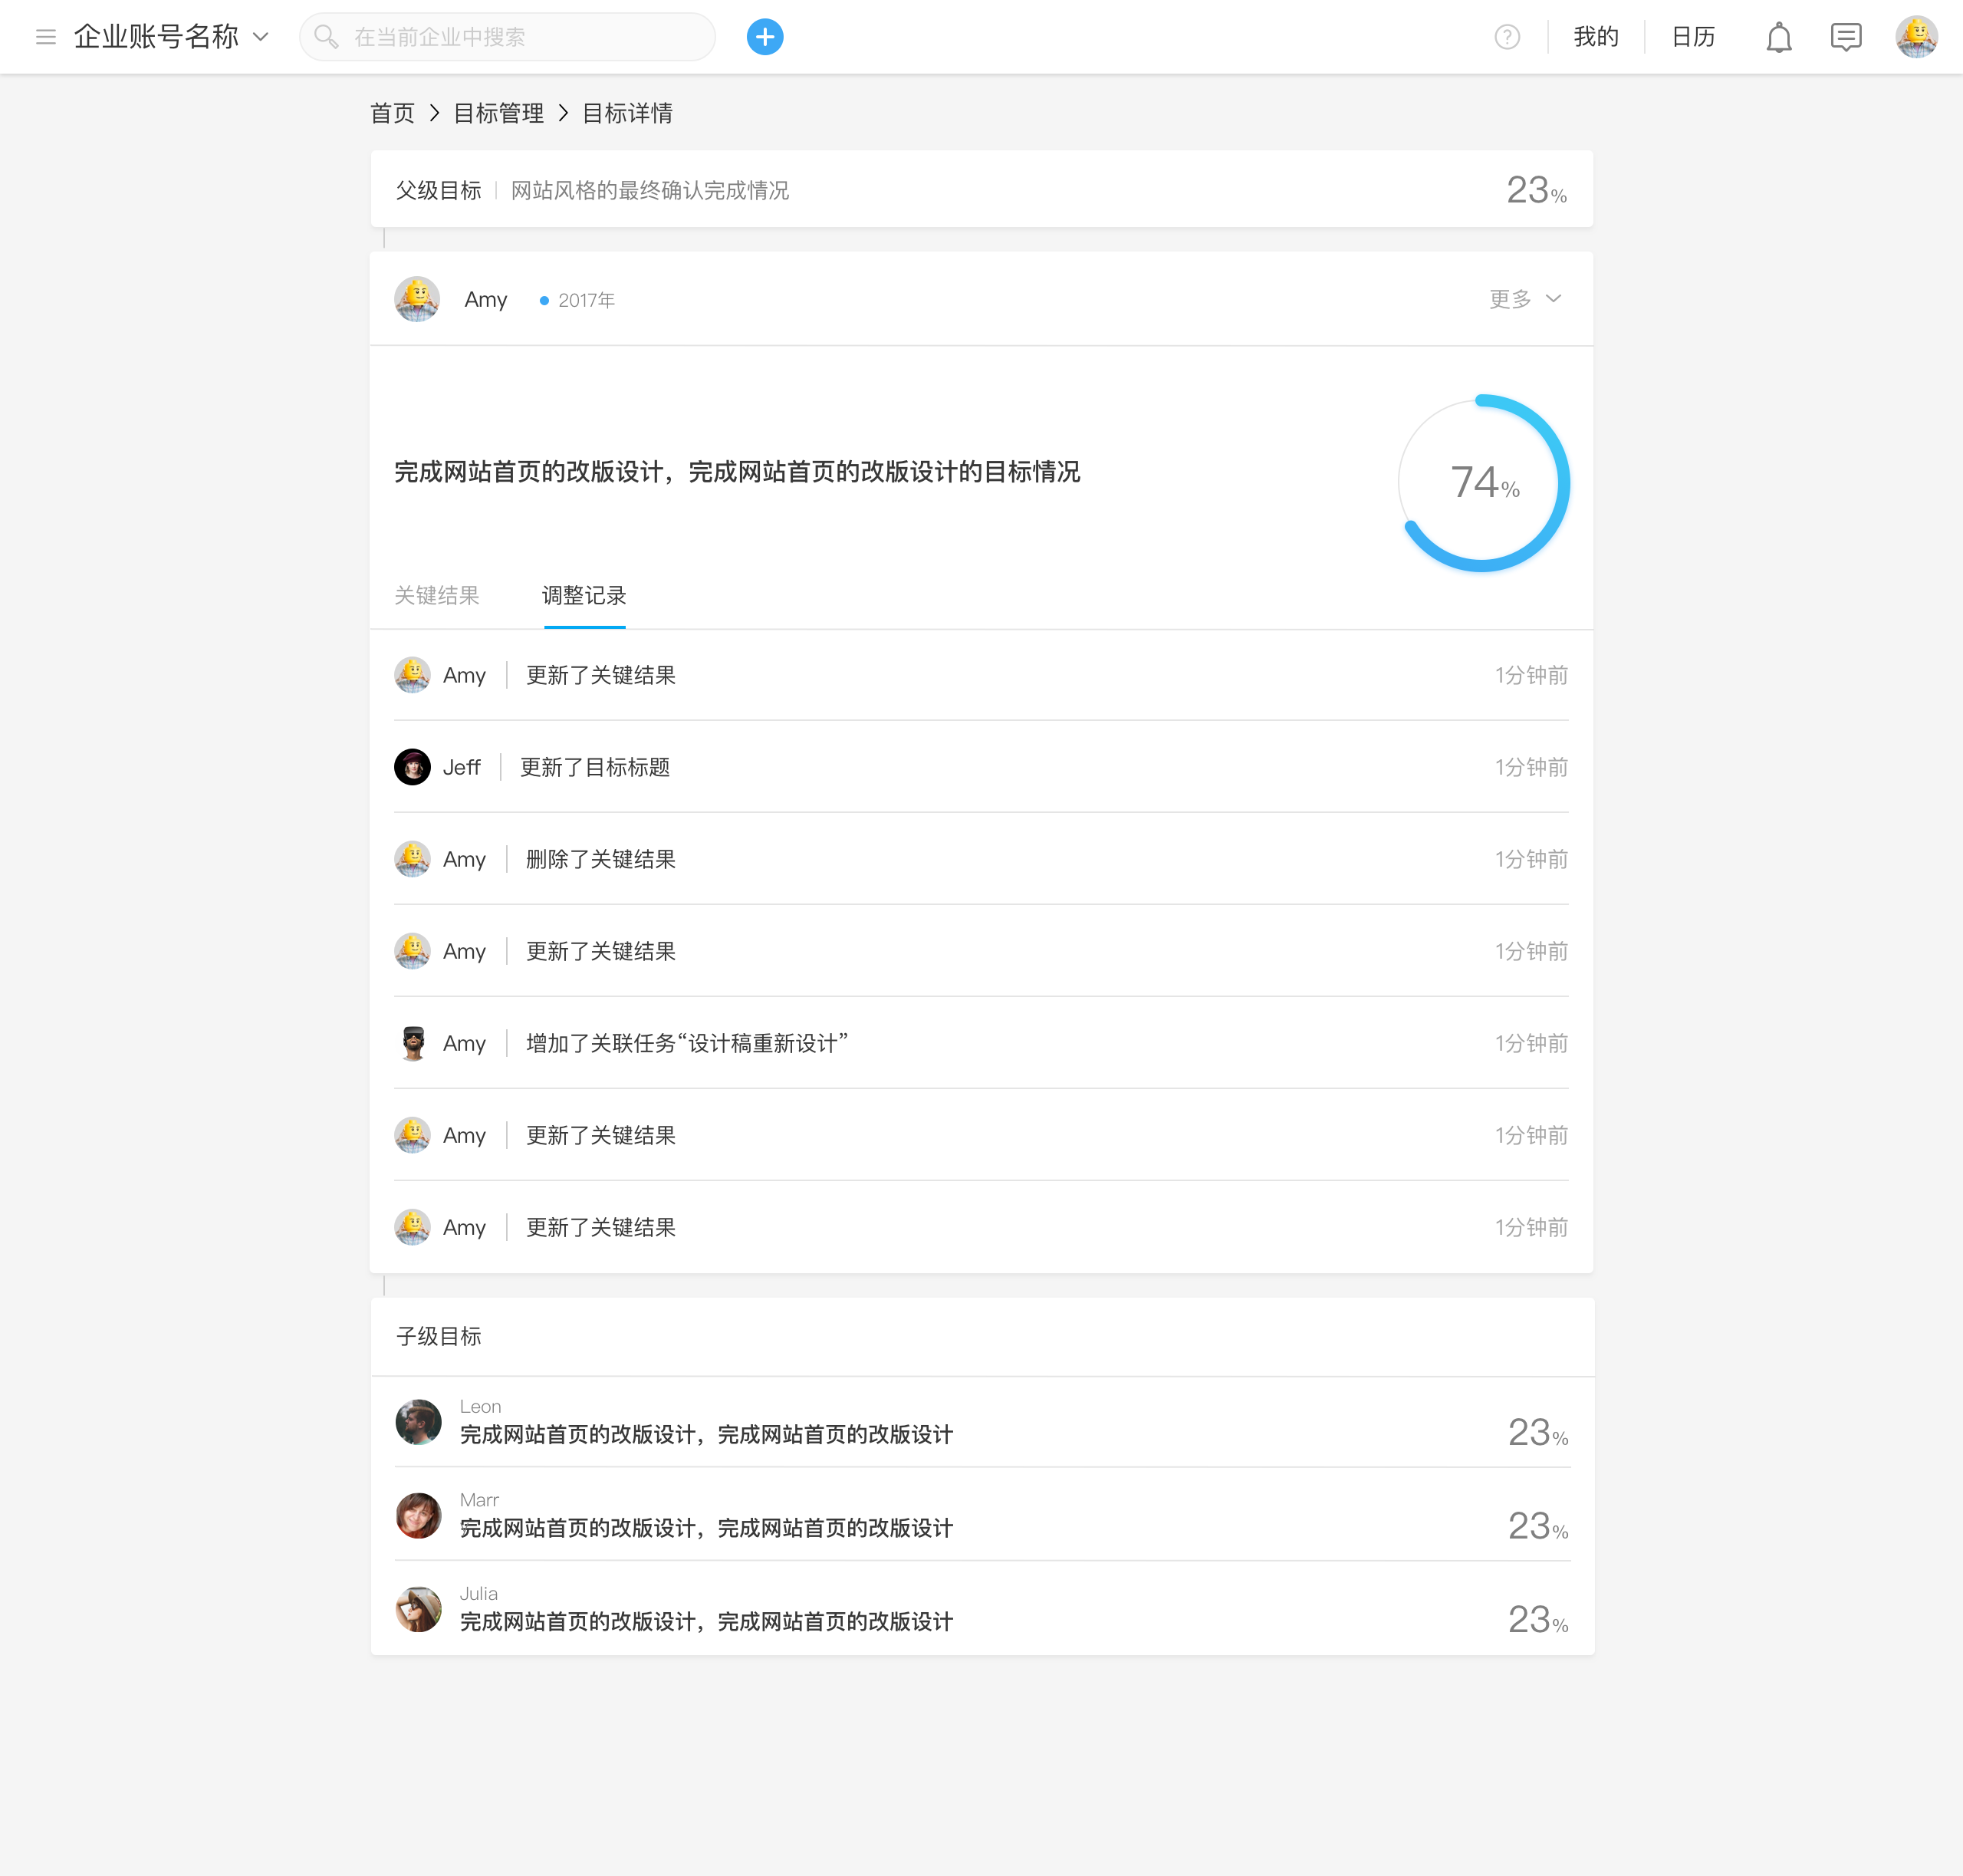 企业账号名称 在当前企业中搜索 ? 我的 日历
首页 > 目标管理 > 目标详情
父级目标 网站风格的最终确认完成情况 23%
Amy 2017年 更多
完成网站首页的改版设计，完成网站首页的改版设计的目标情况 74%
关键结果 调整记录
Amy 更新了关键结果 1分钟前
Jeff 更新了目标标题 1分钟前
Amy 删除了关键结果 1分钟前
Amy 更新了关键结果 1分钟前
Amy 增加了关联任务“设计稿重新设计” 1分钟前
Amy 更新了关键结果 1分钟前
Amy 更新了关键结果 1分钟前
子级目标
Leon
完成网站首页的改版设计，完成网站首页的改版设计 23%
Marr
完成网站首页的改版设计，完成网站首页的改版设计 23%
Julia
完成网站首页的改版设计，完成网站首页的改版设计 23%